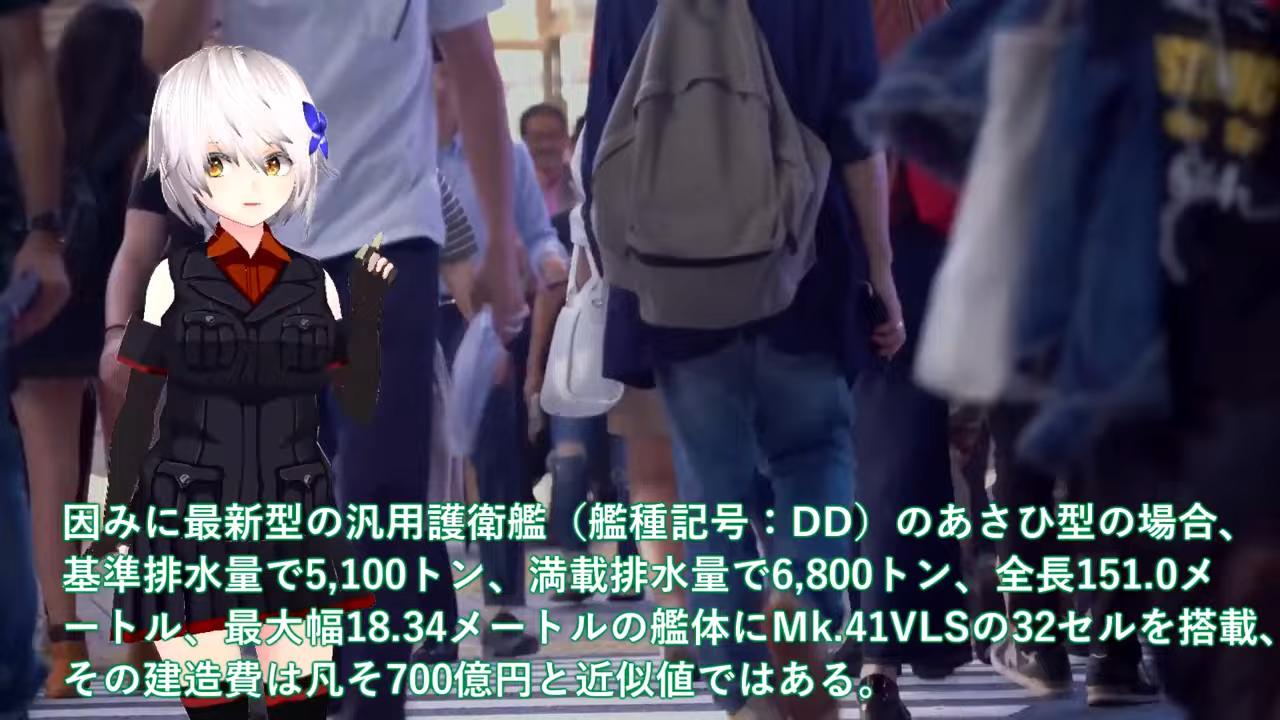 STRONG
因みに最新型の汎用護衛艦（艦種記号：DD）のあさひ型の場合、
基準排水量で5,100トン、満載排水量で6,800トン、全長151.0メ
ートル、最大幅18.34メートルの艦体にMk.41VLSの32セルを搭載、
その建造費は凡そ700億円と近似値ではある。